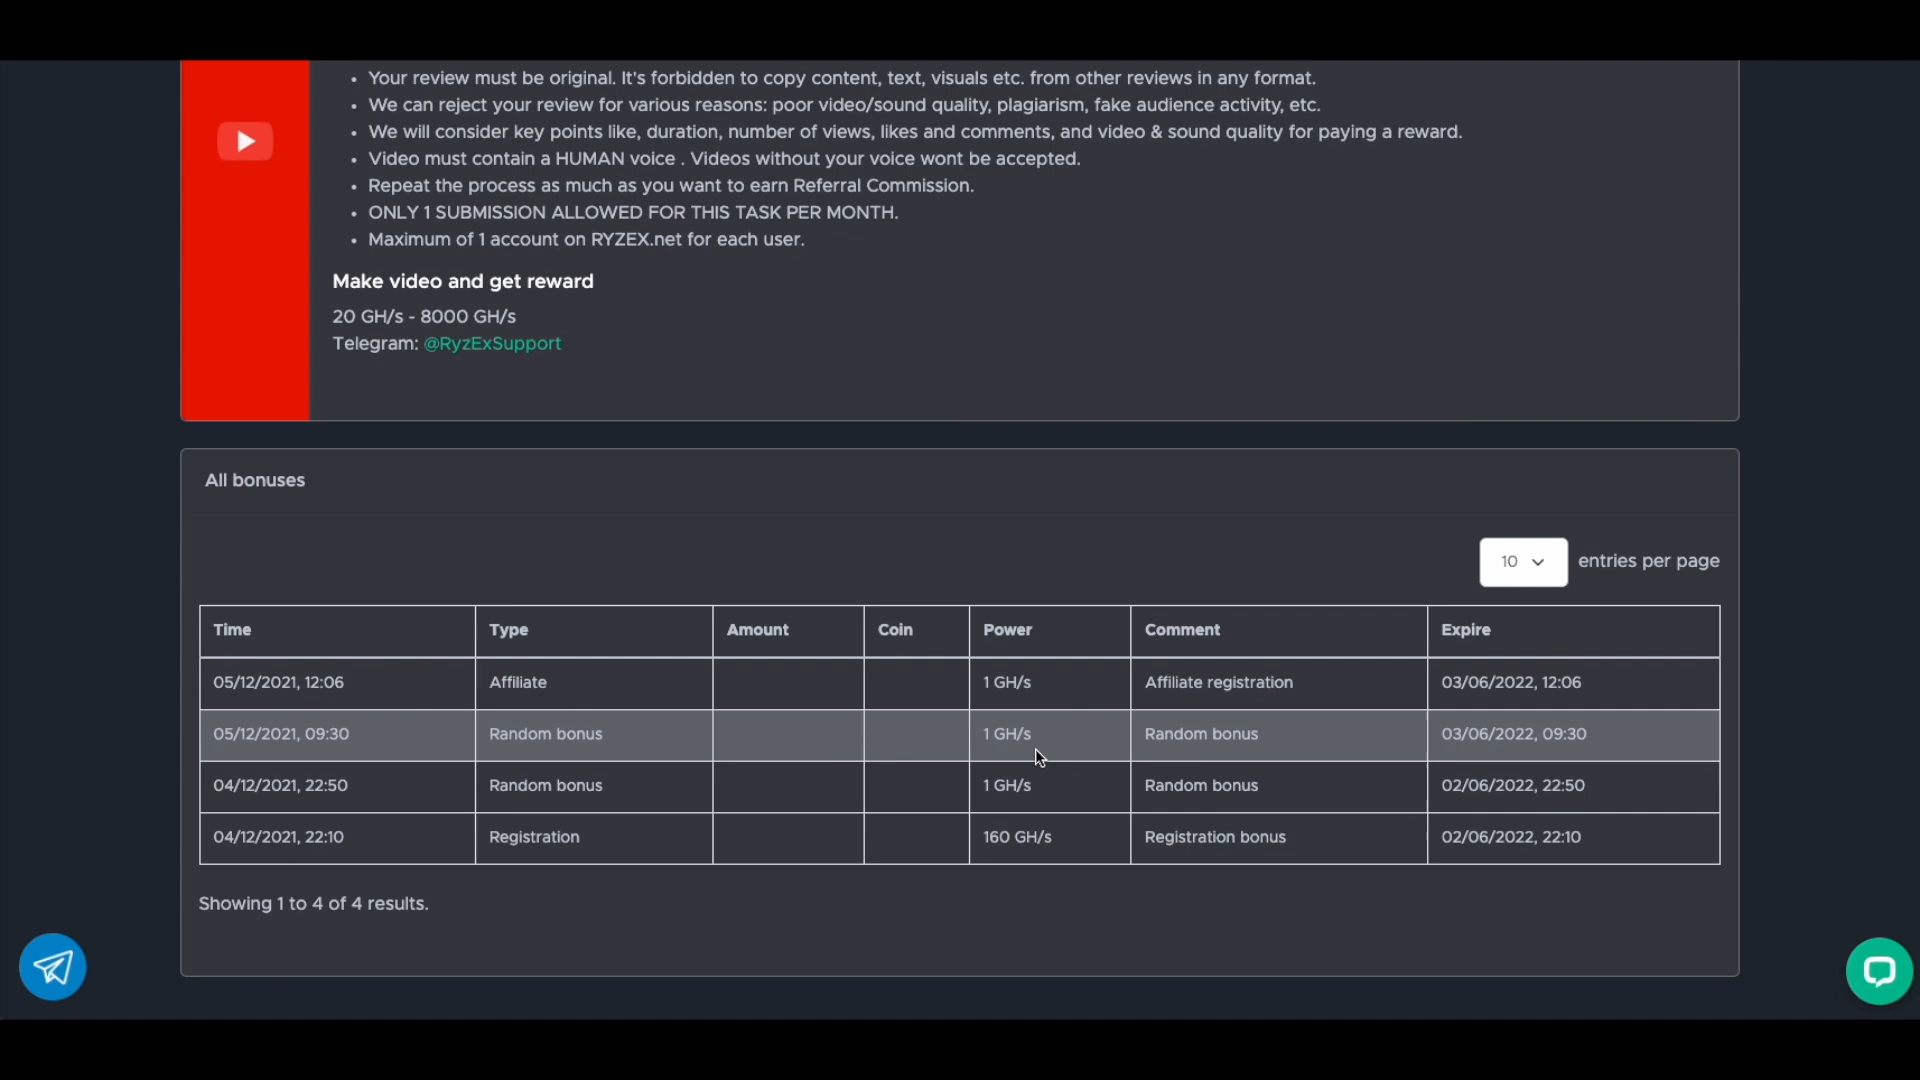 Your review must be original. It's forbidden to copy content, text, visuals etc. from other reviews in any format.
We can reject your review for various reasons: poor video/sound quality, plagiarism, fake audience activity, etc.
We will consider key points like, duration, number of views, likes and comments, and video & sound quality for paying a reward.
Video must contain a HUMAN voice . Videos without your voice wont be accepted.
Repeat the process as much as you want to earn Referral Commission.
ONLY 1 SUBMISSION ALLOWED FOR THIS TASK PER MONTH.
Maximum of 1 account on RYZEX.net for each user.
Make video and get reward
20 GH/s - 8000 GH/s
Telegram: @RyzExSupport
All bonuses
10 entries per page
Time Type Amount Coin Power Comment Expire
05/12/2021, 12:06 Affiliate 1 GH/s Affiliate registration 03/06/2022, 12:06
05/12/2021, 09:30 Random bonus 1 GH/s Random bonus 03/06/2022, 09:30
04/12/2021, 22:50 Random bonus 1 GH/s Random bonus 02/06/2022, 22:50
04/12/2021, 22:10 Registration 160 GH/s Registration bonus 02/06/2022, 22:10
Showing 1 to 4 of 4 results.